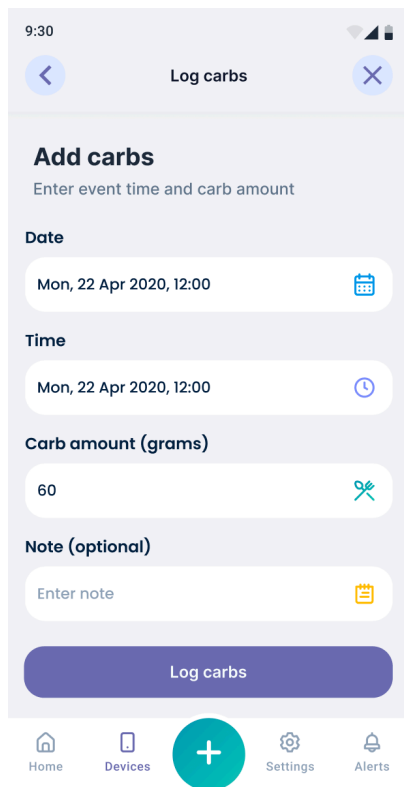 9:30
Log carbs
Add carbs
Enter event time and carb amount
Date
Mon, 22 Apr 2020, 12:00
Time
Mon, 22 Apr 2020, 12:00
Carb amount (grams)
60
Note (optional)
Enter note
Log carbs
Home Devices Settings Alerts